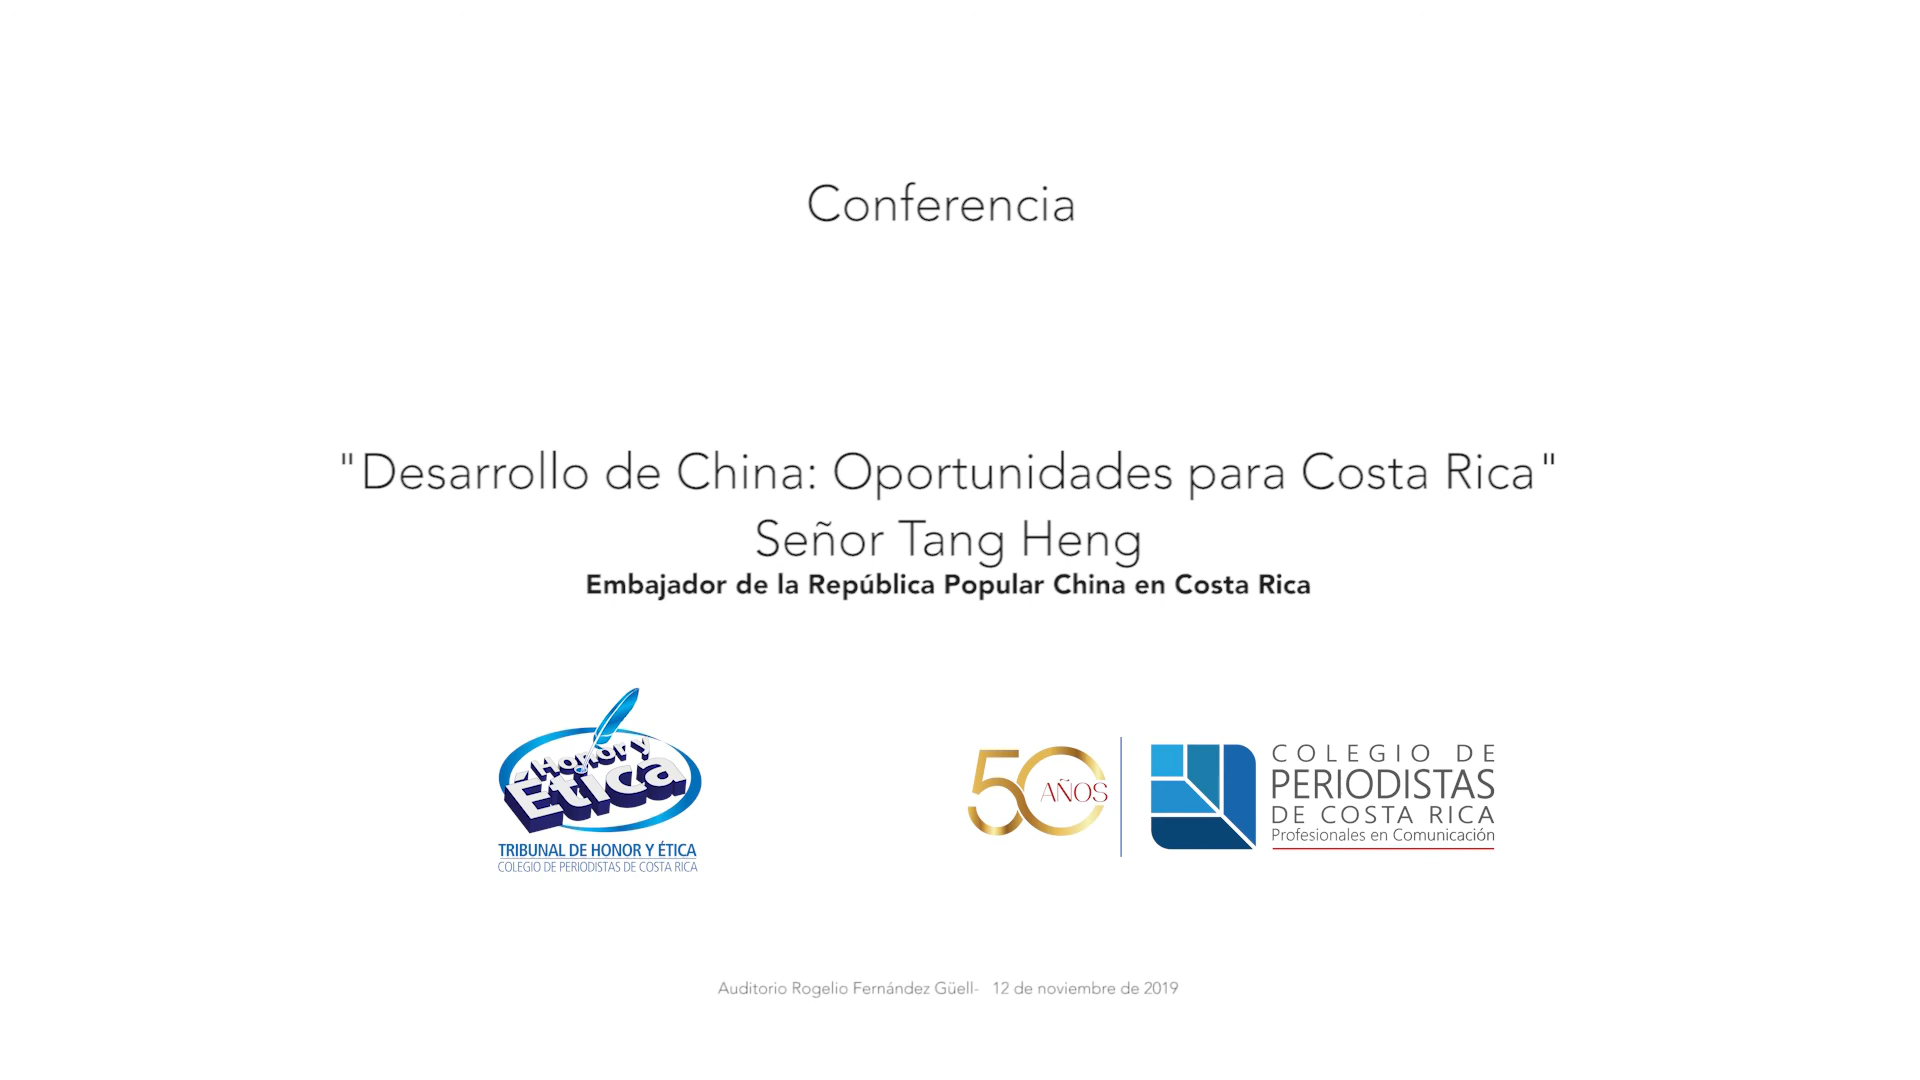 Conferencia
"Desarrollo de China: Oportunidades para Costa Rica"
Señor Tang Heng
Embajador de la República Popular China en Costa Rica
Honor y
Ética
TRIBUNAL DE HONOR Y ÉTICA
COLEGIO DE PERIODISTAS DE COSTA RICA
50 AÑOS
COLEGIO DE
PERIODISTAS
DE COSTA RICA
Profesionales en Comunicación
Auditorio Rogelio Fernández Güell- 12 de noviembre de 2019